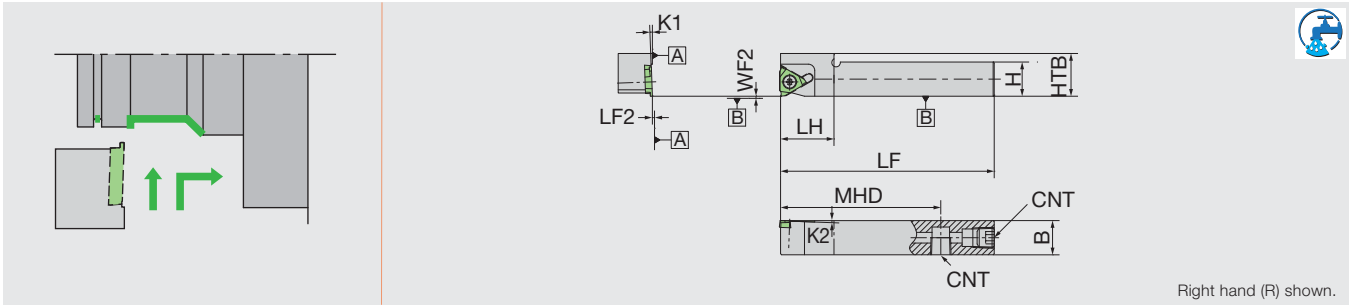 K1
A
WF2
H
HTB
LF2
B
B
A
LH
LF
MHD
CNT
K2
B
CNT
Right hand (R) shown.